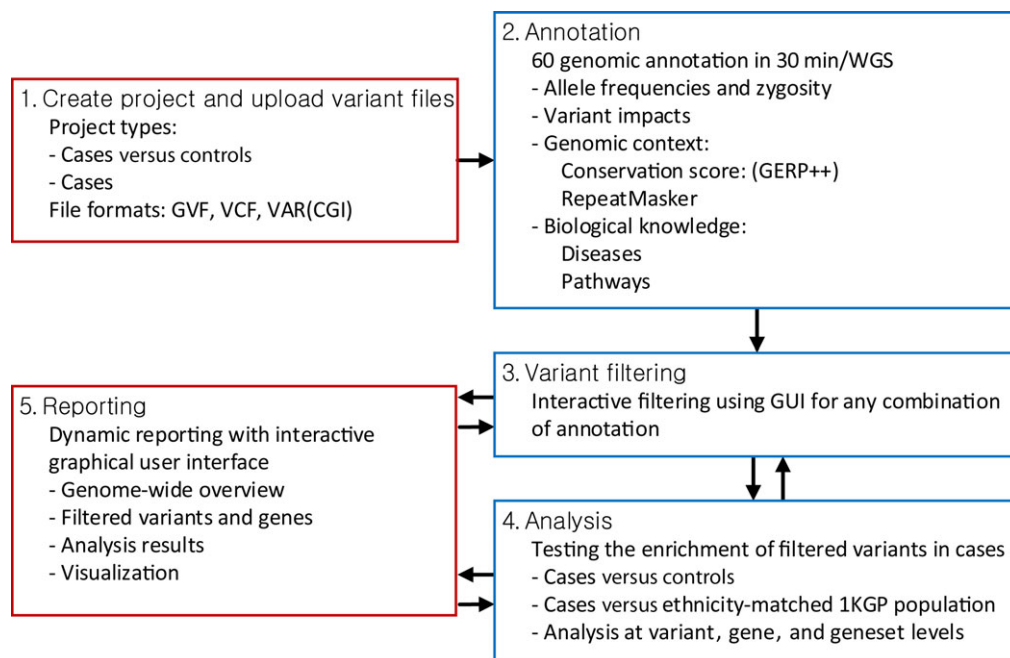 1. Create project and upload variant files
Project types:
- Cases versus controls
- Cases
File formats: GVF, VCF, VAR(CGI)
2. Annotation
60 genomic annotation in 30 min/WGS
- Allele frequencies and zygosity
- Variant impacts
- Genomic context:
Conservation score: (GERP++)
RepeatMasker
- Biological knowledge:
Diseases
Pathways
3. Variant filtering
Interactive filtering using GUI for any combination
of annotation
4. Analysis
Testing the enrichment of filtered variants in cases
- Cases versus controls
- Cases versus ethnicity-matched 1KGP population
- Analysis at variant, gene, and geneset levels
5. Reporting
Dynamic reporting with interactive
graphical user interface
- Genome-wide overview
- Filtered variants and genes
- Analysis results
- Visualization